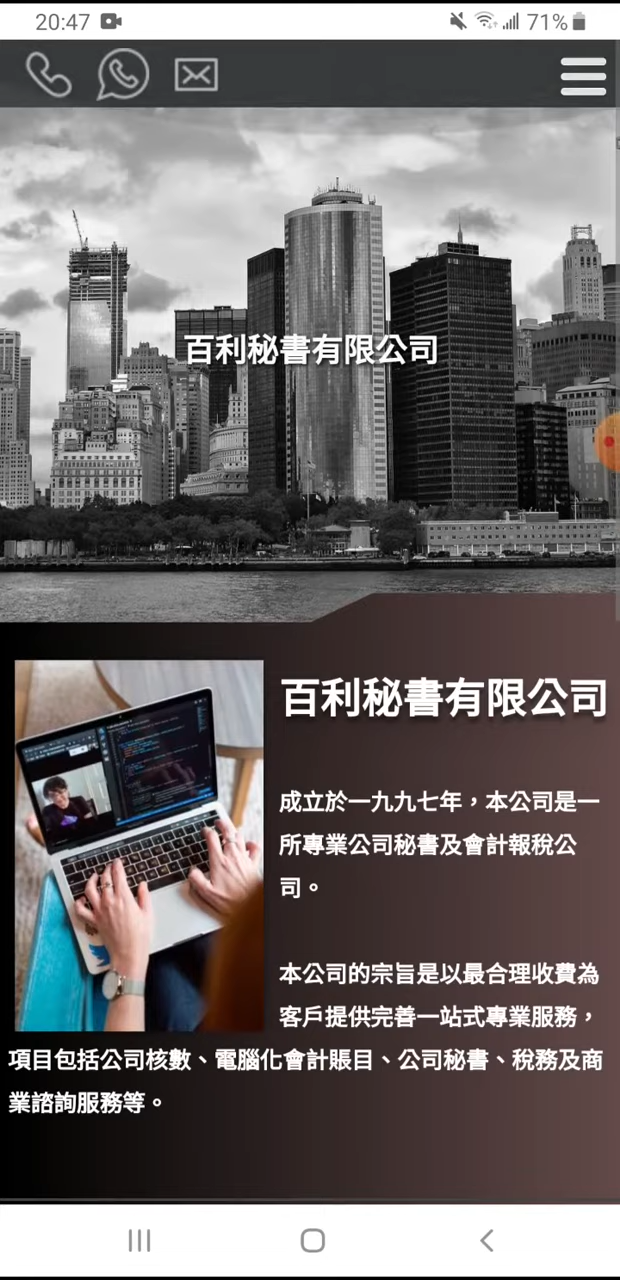 20:47
71%
百利秘書有限公司
百利秘書有限公司
成立於一九九七年，本公司是一
所專業公司秘書及會計報稅公
司。
本公司的宗旨是以最合理收費為
客戶提供完善一站式專業服務，
項目包括公司核數、電腦化會計賬目、公司秘書、稅務及商
業諮詢服務等。